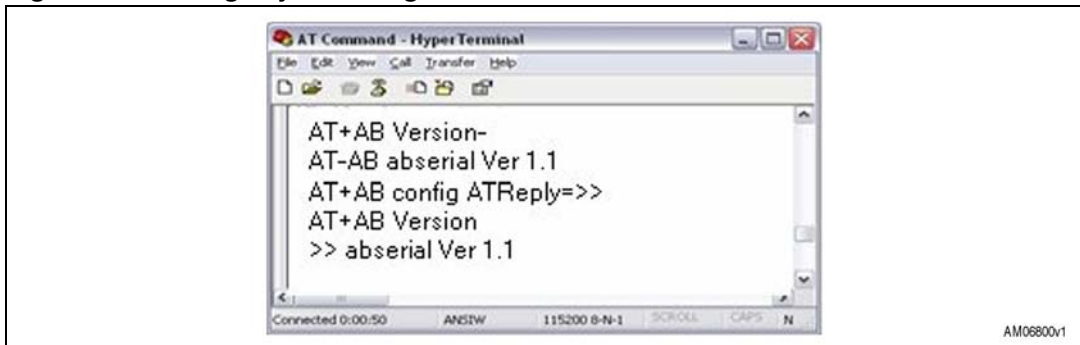 AT Command - HyperTerminal
File Edit View Call Transfer Help
AT+AB Version-
AT-AB abserial Ver 1.1
AT+AB config ATReply=>>
AT+AB Version
>> abserial Ver 1.1
Connected 0:00:50 ANSIW 115200 8-N-1 SCROLL CAPS N
AM06800v1